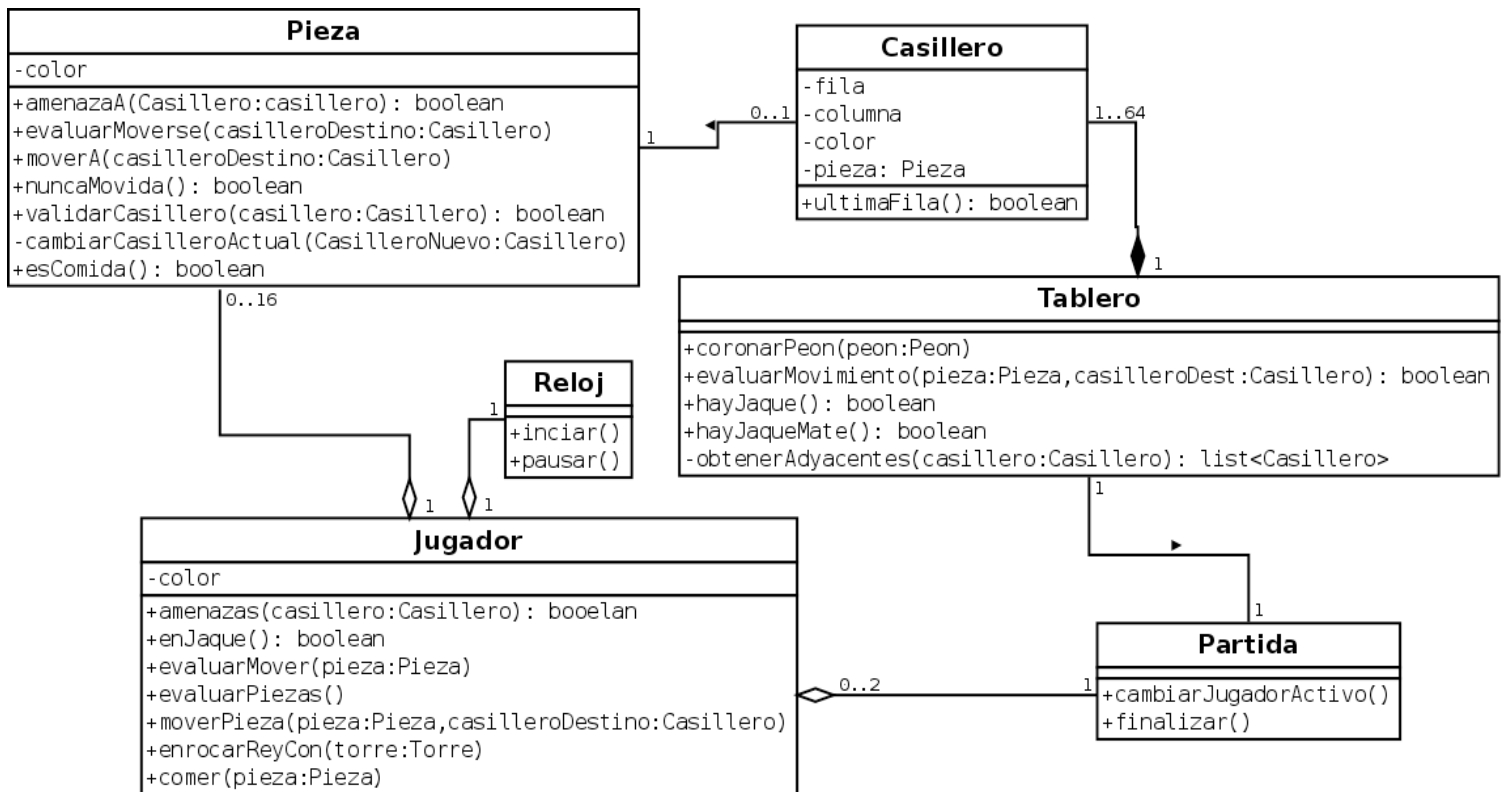 Pieza
-color
+amenazaA(Casillero:casillero): boolean
+evaluarMoverse(casilleroDestino:Casillero)
+moverA(casilleroDestino:Casillero)
+nuncaMovida(): boolean
+validarCasillero(casillero:Casillero): boolean
-cambiarCasilleroActual(CasilleroNuevo:Casillero)
+esComida(): boolean
1
0..1
Casillero
-fila
-columna
-color
-pieza: Pieza
+ultimaFila(): boolean
1..64
1
0..16
Reloj
+inciar()
+pausar()
1
1
1
Tablero
+coronarPeon(peon:Peon)
+evaluarMovimiento(pieza:Pieza,casilleroDest:Casillero): boolean
+hayJaque(): boolean
+hayJaqueMate(): boolean
-obtenerAdyacentes(casillero:Casillero): list<Casillero>
1
1
Jugador
-color
+amenazas(casillero:Casillero): booelan
+enJaque(): boolean
+evaluarMover(pieza:Pieza)
+evaluarPiezas()
+moverPieza(pieza:Pieza,casilleroDestino:Casillero)
+enrocarReyCon(torre:Torre)
+comer(pieza:Pieza)
0..2
1
Partida
+cambiarJugadorActivo()
+finalizar()